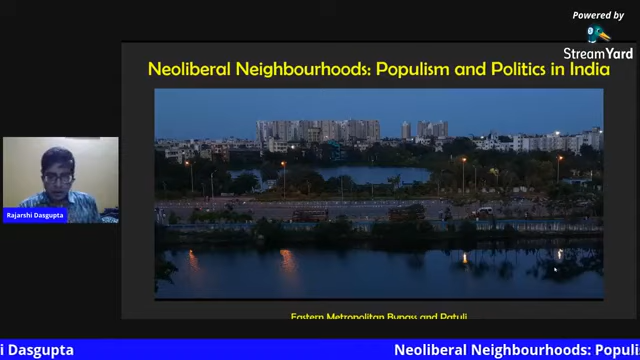 Powered by
StreamYard
Neoliberal Neighbourhoods: Populism and Politics in India
Rajarshi Dasgupta
Eastern Metropolitan Bypass and Patuli
i Dasgupta
Neoliberal Neighbourhoods: Populi